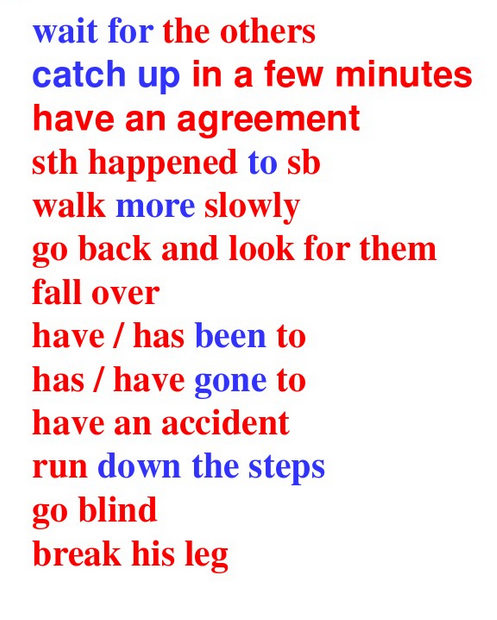 wait for the others
catch up in a few minutes
have an agreement
sth happened to sb
walk more slowly
go back and look for them
fall over
have / has been to
has / have gone to
have an accident
run down the steps
go blind
break his leg